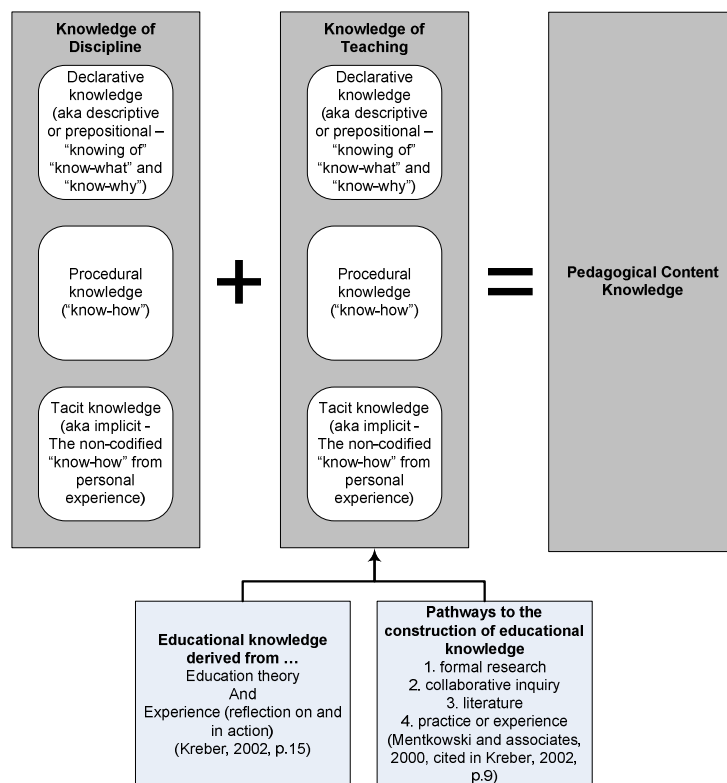 Knowledge of
Discipline
Declarative
knowledge
(aka descriptive
or prepositional –
“knowing of”
“know-what” and
“know-why”)
Procedural
knowledge
(“know-how”)
Tacit knowledge
(aka implicit -
The non-codified
“know-how” from
personal
experience)
+
Knowledge of
Teaching
Declarative
knowledge
(aka descriptive
or prepositional –
“knowing of”
“know-what” and
“know-why”)
Procedural
knowledge
(“know-how”)
Tacit knowledge
(aka implicit -
The non-codified
“know-how” from
personal
experience)
=
Pedagogical Content
Knowledge
Educational knowledge
derived from ...
Education theory
And
Experience (reflection on and
in action)
(Kreber, 2002, p.15)
Pathways to the
construction of educational
knowledge
1. formal research
2. collaborative inquiry
3. literature
4. practice or experience
(Mentkowski and associates,
2000, cited in Kreber, 2002,
p.9)